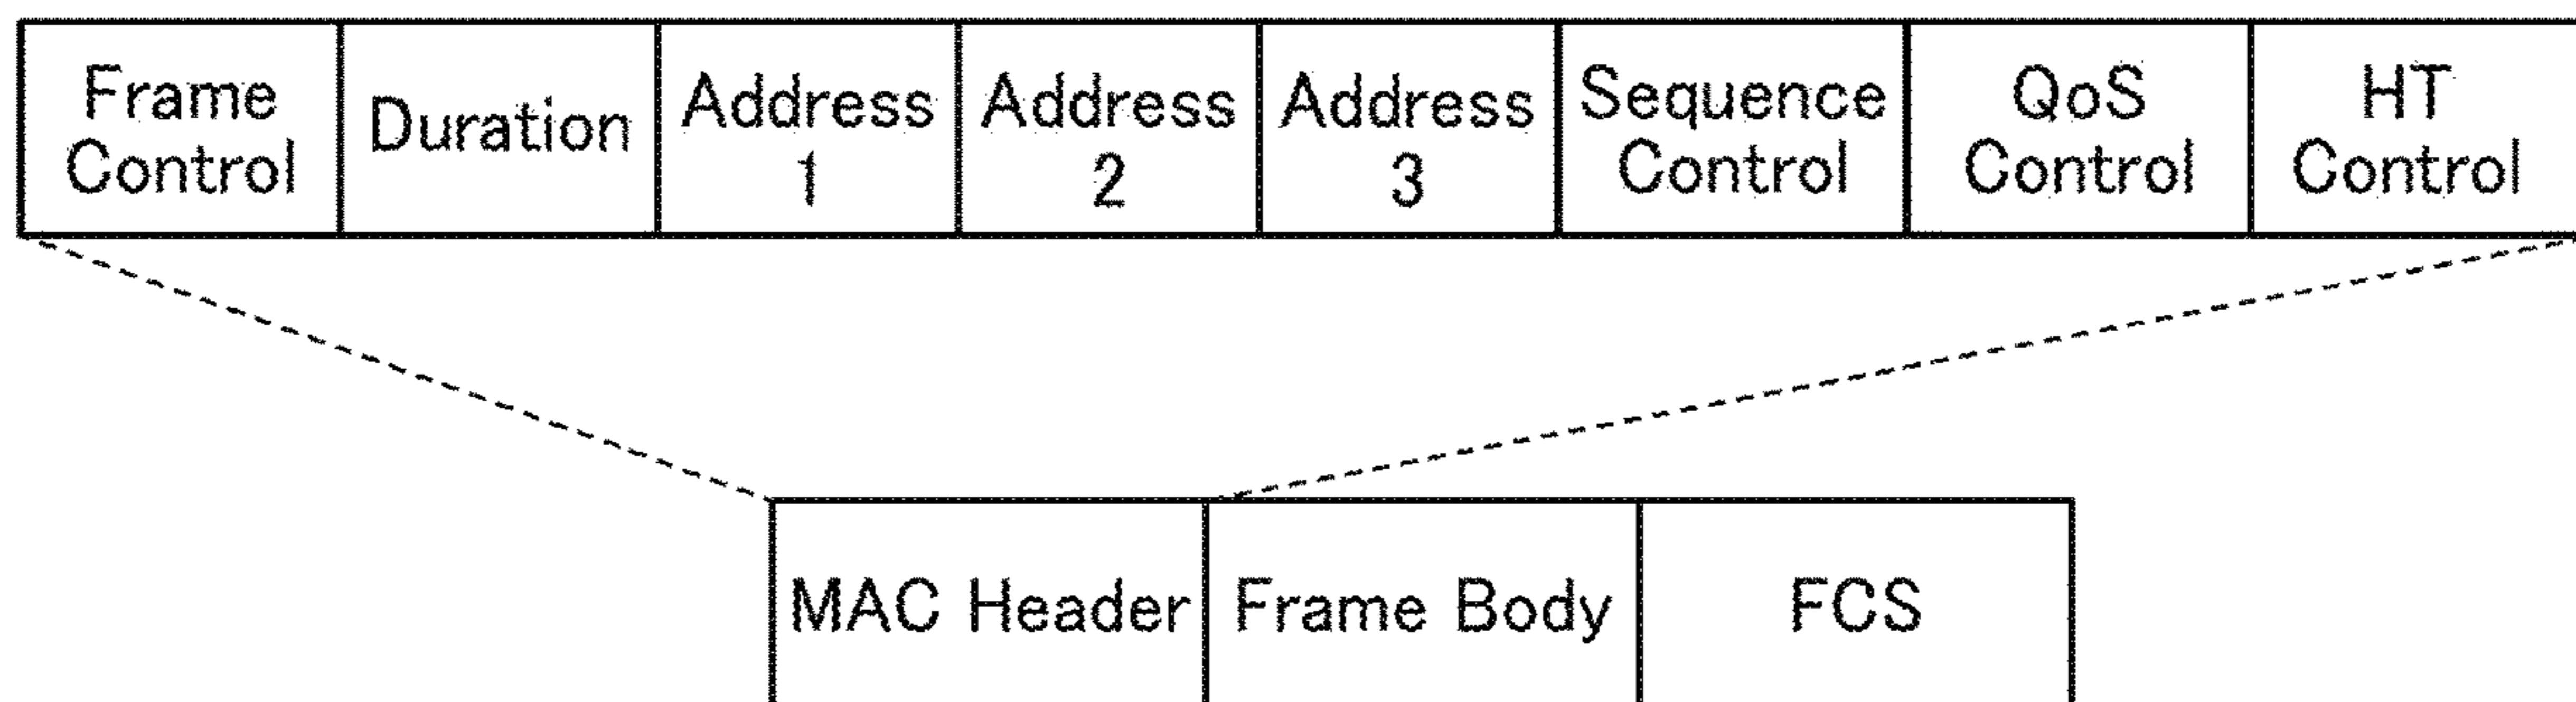 Frame Control
Duration
Address 1
Address 2
Address 3
Sequence Control
QoS Control
HT Control
MAC Header
Frame Body
FCS